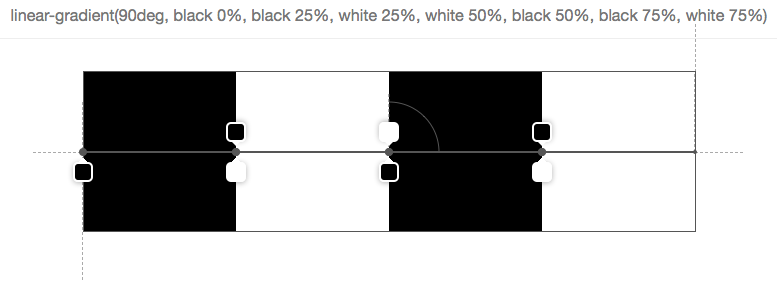 linear-gradient(90deg, black 0%, black 25%, white 25%, white 50%, black 50%, black 75%, white 75%)